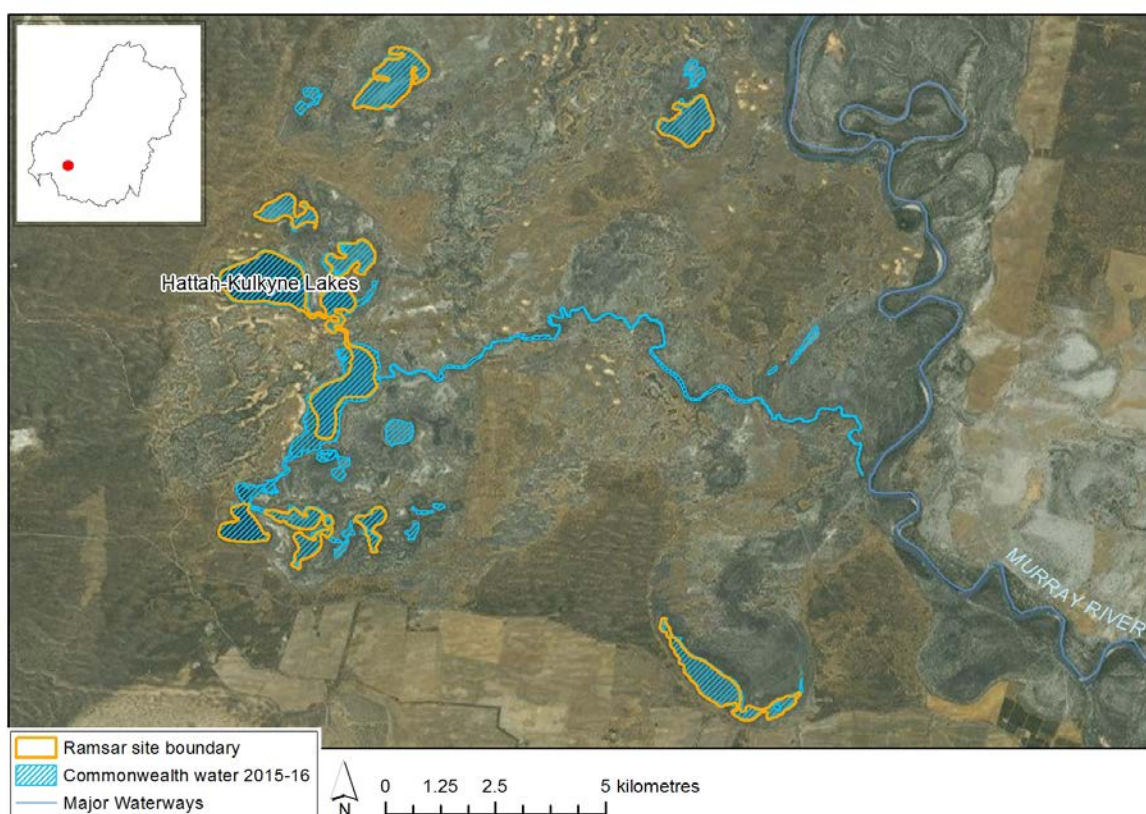 Hattah-Kulkyne Lakes
MURRAY RIVER
Ramsar site boundary
Commonwealth water 2015-16
Major Waterways
N
0 1.25 2.5 5 kilometres